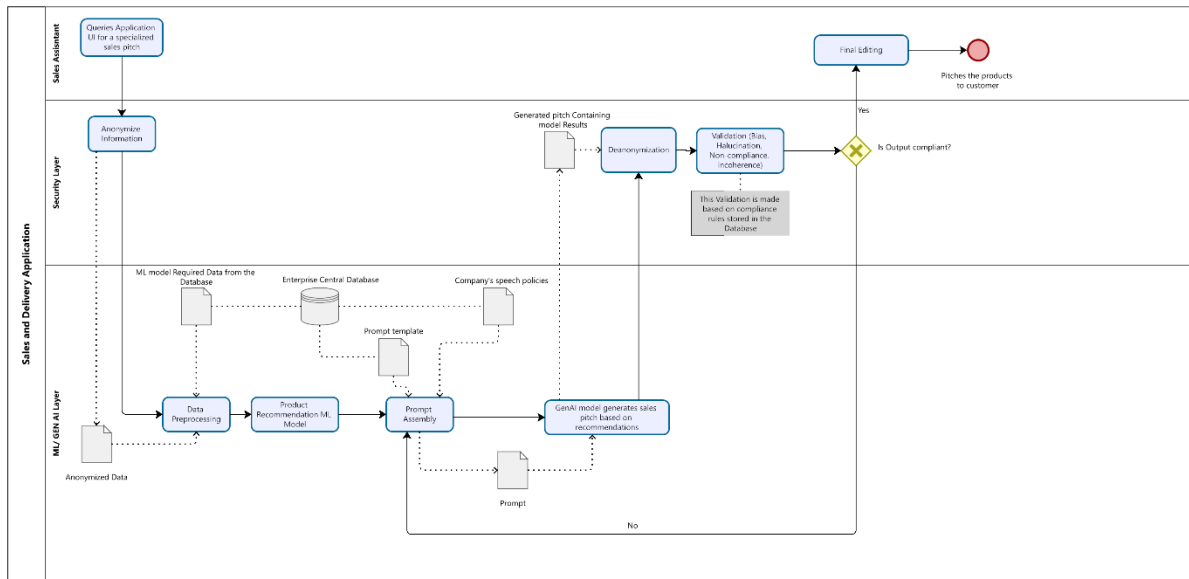 Sales and Delivery Application
Sales Assisntant
Queries Application
UI for a specialized
sales pitch
Final Editing
Pitches the products
to customer
Yes
Security Layer
Anonymize
Information
Generated pitch Containing
model Results
Deanonymization
Validation (Bias,
Halucination,
Non-compliance,
incoherence)
Is Output compliant?
This Validation is made
based on compliance
rules stored in the
Database
ML/ GEN AI Layer
ML model Required Data from the
Database
Enterprise Central Database
Company's speech policies
Prompt template
Data
Preprocessing
Product
Recommendation ML
Model
Prompt
Assembly
GenAI model generates sales
pitch based on
recommendations
Anonymized Data
Prompt
No